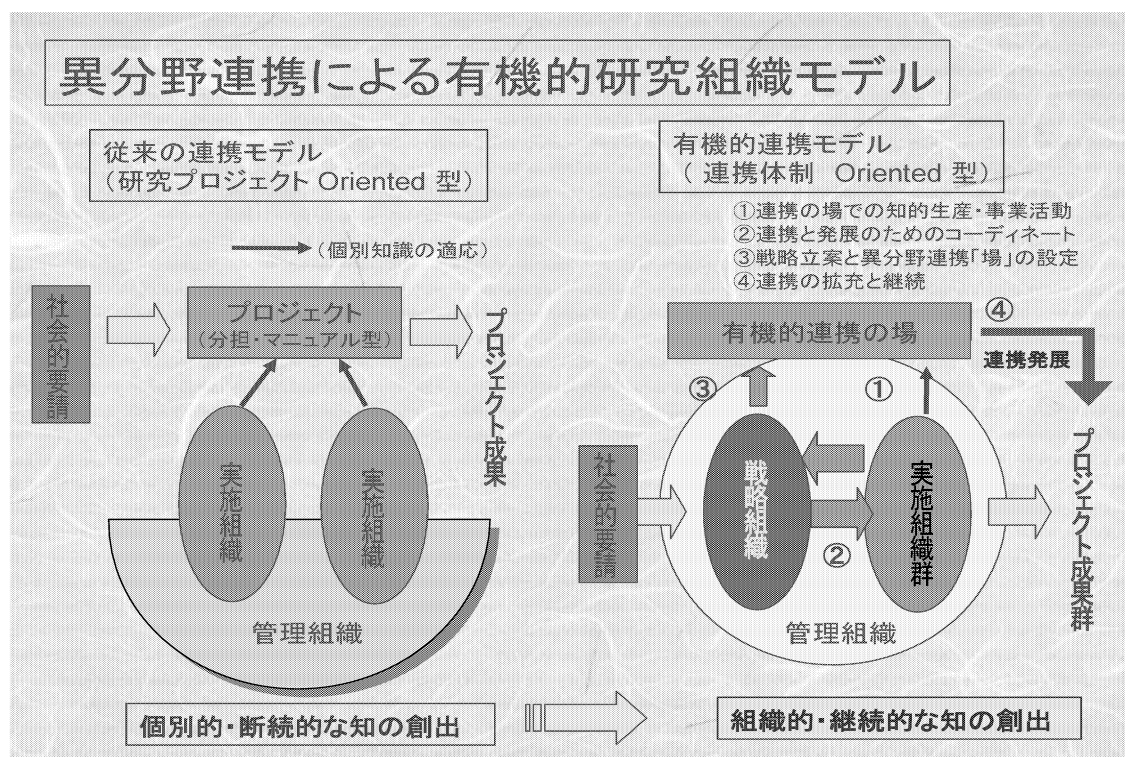 異分野連携による有機的研究組織モデル
従来の連携モデル
（研究プロジェクト Oriented 型）
（個別知識の適応）
社会的要請
プロジェクト
（分担・マニュアル型）
プロジェクト成果
実施組織
実施組織
管理組織
個別的・断続的な知の創出
有機的連携モデル
（ 連携体制 Oriented 型）
①連携の場での知的生産・事業活動
②連携と発展のためのコーディネート
③戦略立案と異分野連携「場」の設定
④連携の拡充と継続
有機的連携の場
④
連携発展
③
①
社会的要請
戦略組織
実施組織群
②
プロジェクト成果群
管理組織
組織的・継続的な知の創出